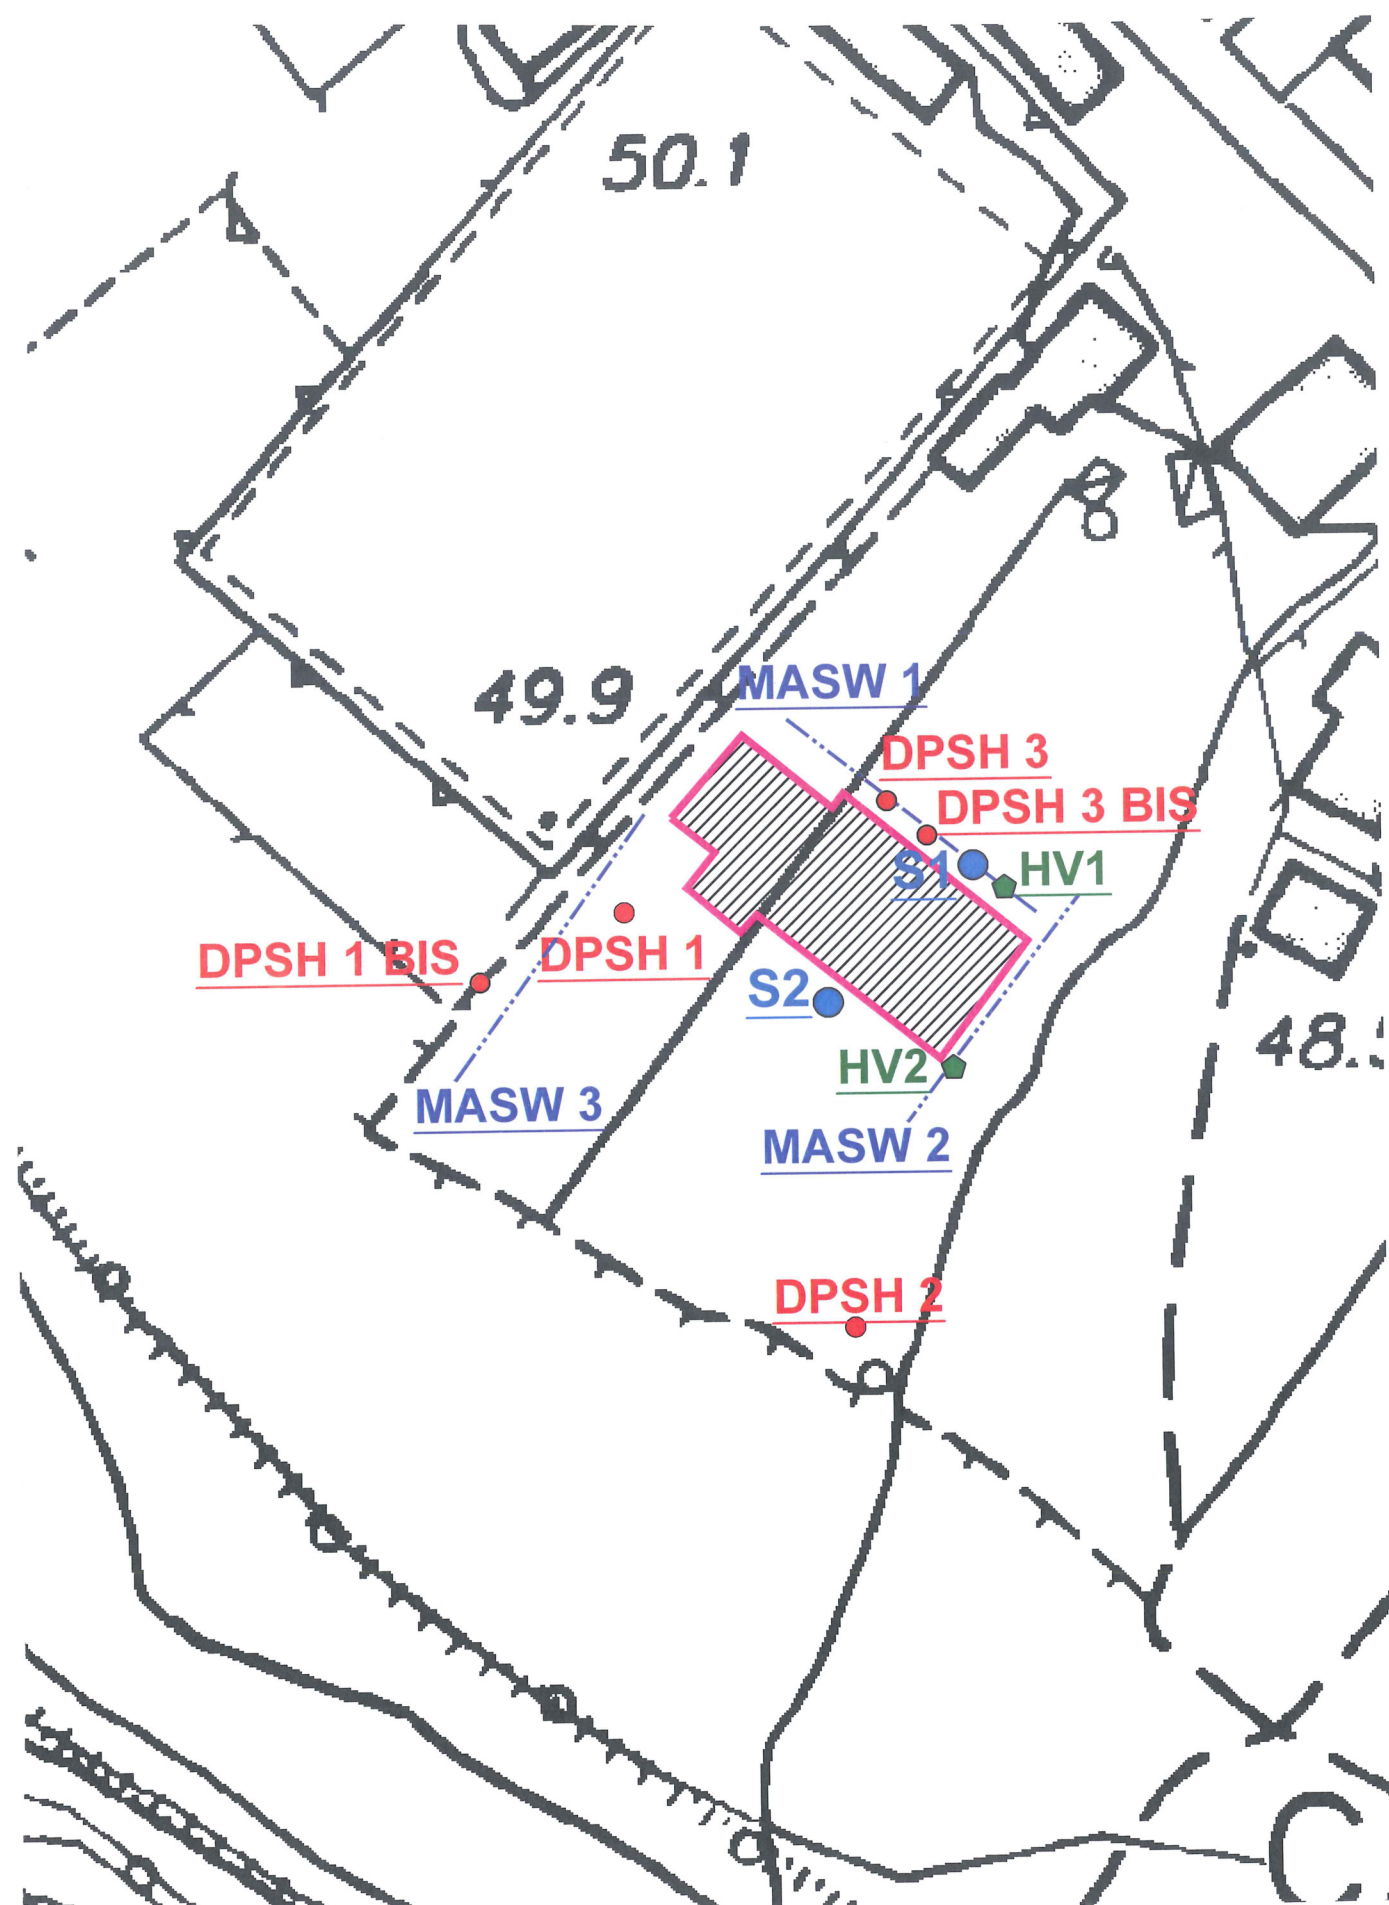 50.1
49.9
MASW 1
DPSH 3
DPSH 3 BIS
S1
HV1
DPSH 1 BIS
DPSH 1
S2
48.
HV2
MASW 3
MASW 2
DPSH 2
C